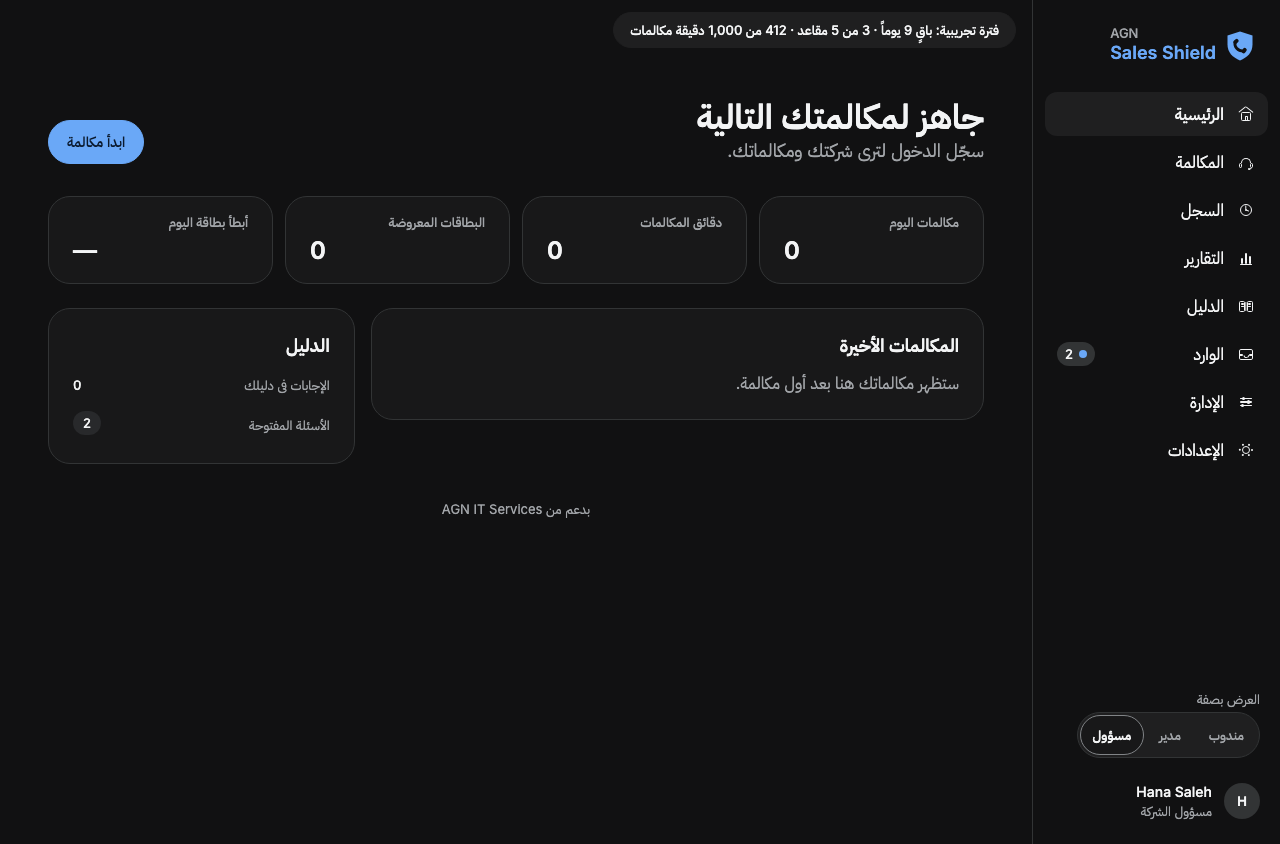 AGN
Sales Shield
الرئيسية
المكالمة
السجل
التقارير
الدليل
الوارد
2
الإدارة
الإعدادات
العرض بصفة
مندوب
مدير
مسؤول
H
Hana Saleh
مسؤول الشركة
فترة تجريبية: باقٍ 9 يوماً · 3 من 5 مقاعد · 412 من 1,000 دقيقة مكالمات
جاهز لمكالمتك التالية
سجّل الدخول لترى شركتك ومكالماتك.
ابدأ مكالمة
مكالمات اليوم
0
دقائق المكالمات
0
البطاقات المعروضة
0
أبطأ بطاقة اليوم
—
المكالمات الأخيرة
ستظهر مكالماتك هنا بعد أول مكالمة.
الدليل
الإجابات في دليلك
0
الأسئلة المفتوحة
2
بدعم من AGN IT Services